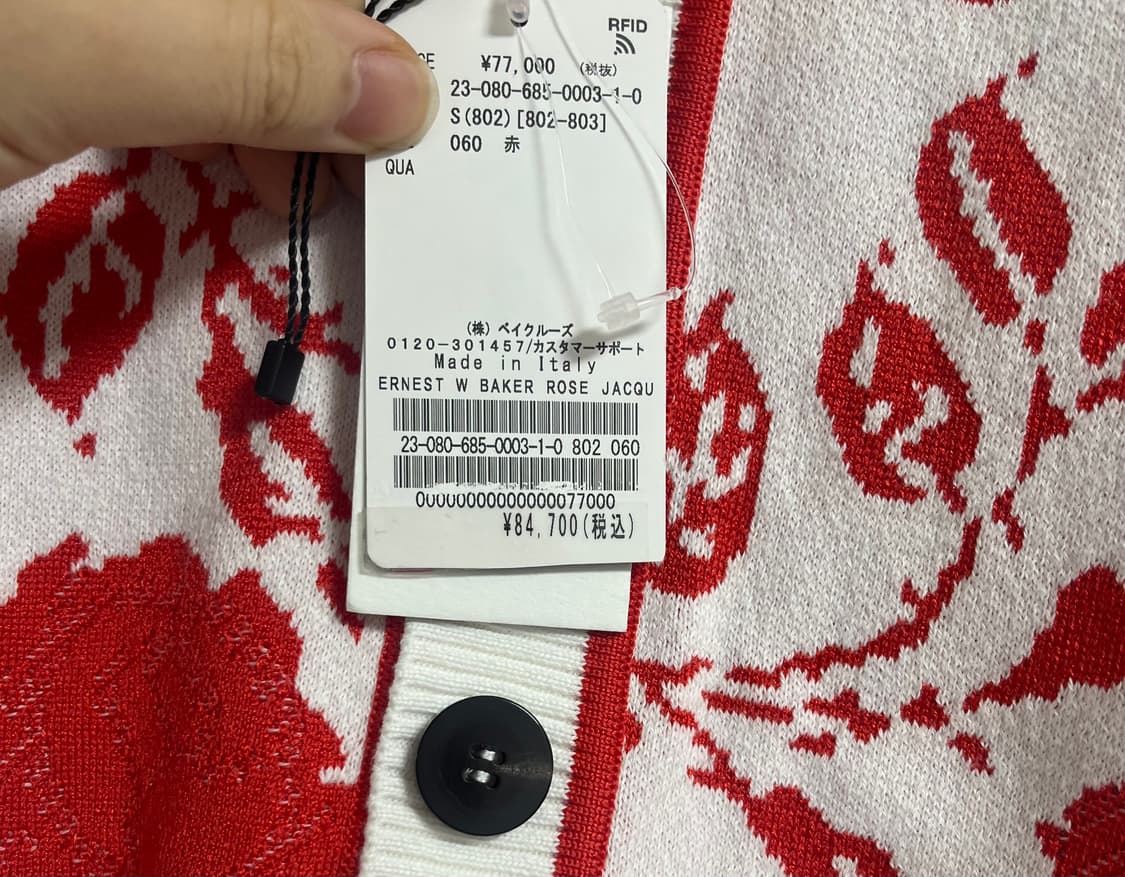 RFID
CE ¥77,000 (税抜)
23-080-685-0003-1-0
S(802)[802-803]
060 赤
QUA
(株) ベイクルーズ
0120-301457/カスタマーサポート
Made in Italy
ERNEST W BAKER ROSE JACQU
23-080-685-0003-1-0 802 060
00000000000000077000
¥84,700(税込)